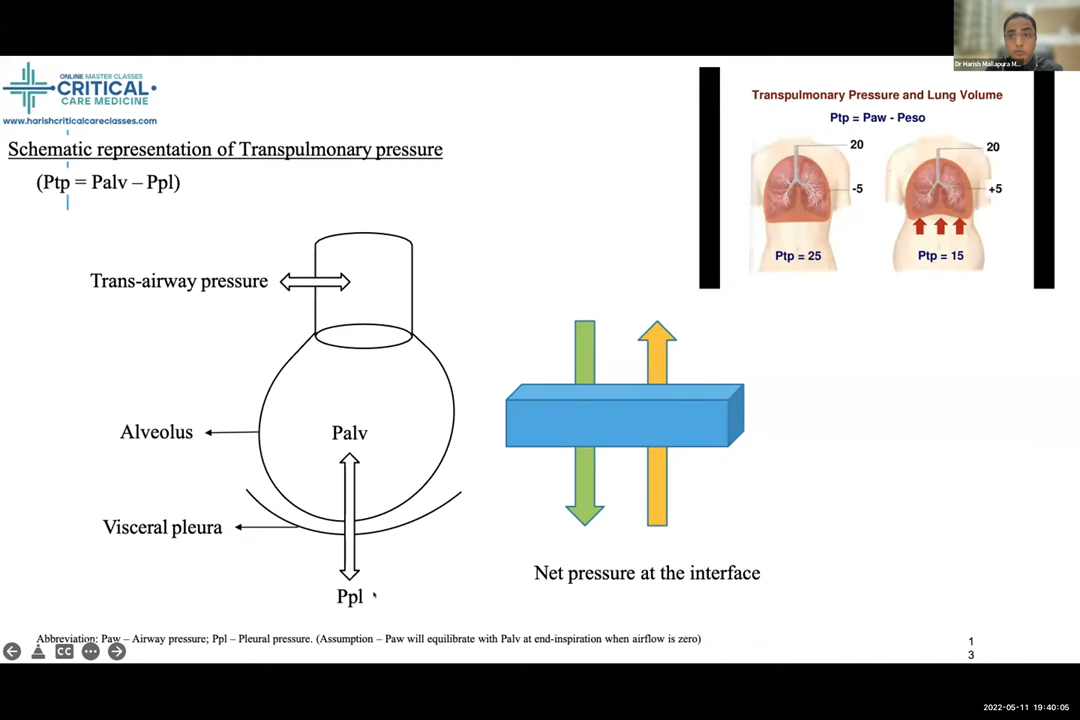 Dr Harish Mallapura M...
ONLINE MASTER CLASSES
CRITICAL
CARE MEDICINE
www.harishcriticalcareclasses.com
Schematic representation of Transpulmonary pressure
(Ptp = Palv – Ppl)
Transpulmonary Pressure and Lung Volume
Ptp = Paw - Peso
20
-5
Ptp = 25
20
+5
Ptp = 15
Trans-airway pressure
Alveolus
Palv
Visceral pleura
Ppl
Net pressure at the interface
Abbreviation: Paw – Airway pressure; Ppl – Pleural pressure. (Assumption – Paw will equilibrate with Palv at end-inspiration when airflow is zero)
CC
1
3
2022-05-11 19:40:05